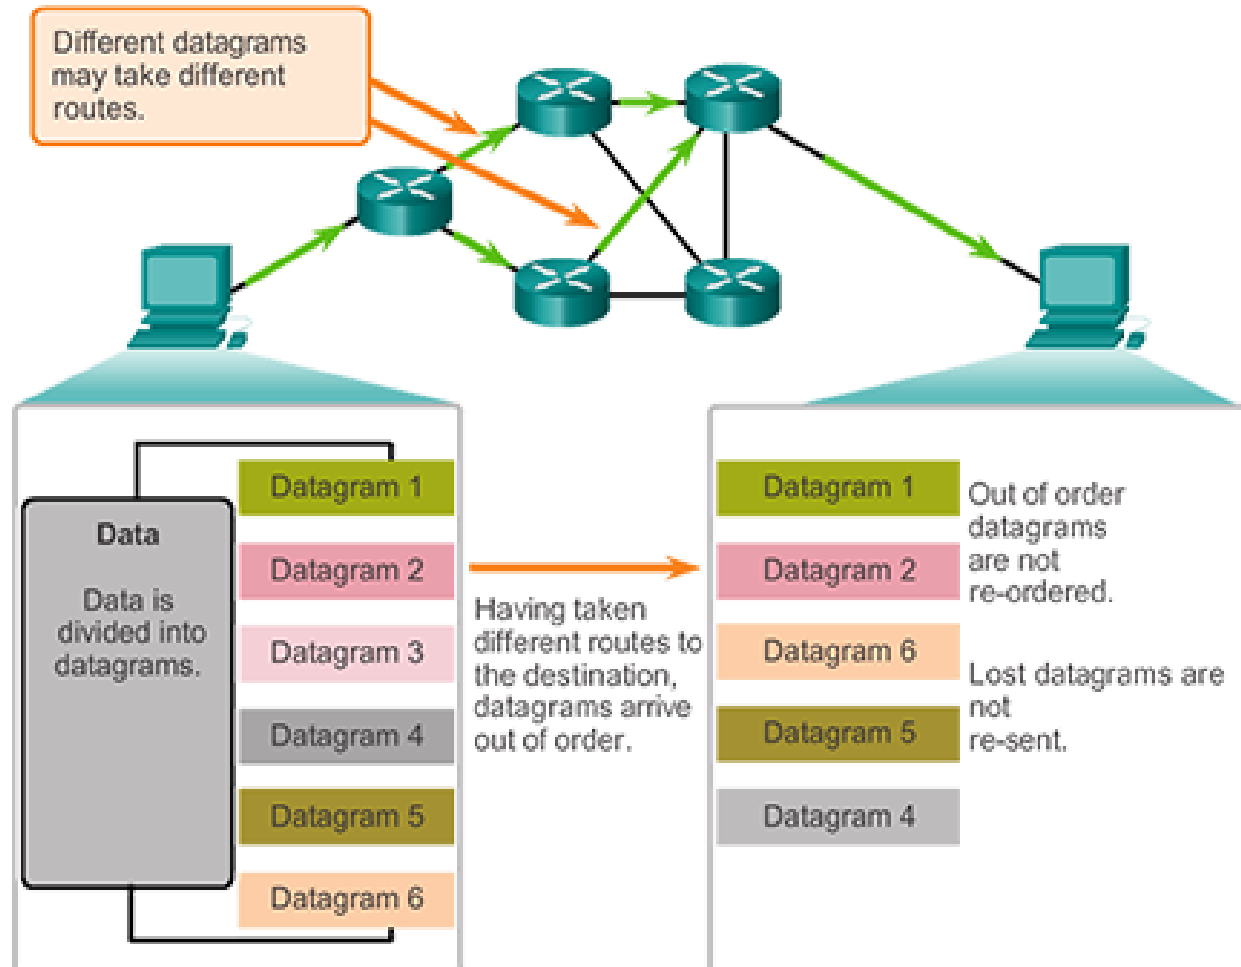 Different datagrams
may take different
routes.
Data
Data is
divided into
datagrams.
Datagram 1
Datagram 2
Datagram 3
Datagram 4
Datagram 5
Datagram 6
Having taken
different routes to
the destination,
datagrams arrive
out of order.
Datagram 1
Datagram 2
Datagram 6
Datagram 5
Datagram 4
Out of order
datagrams
are not
re-ordered.
Lost datagrams are
not
re-sent.